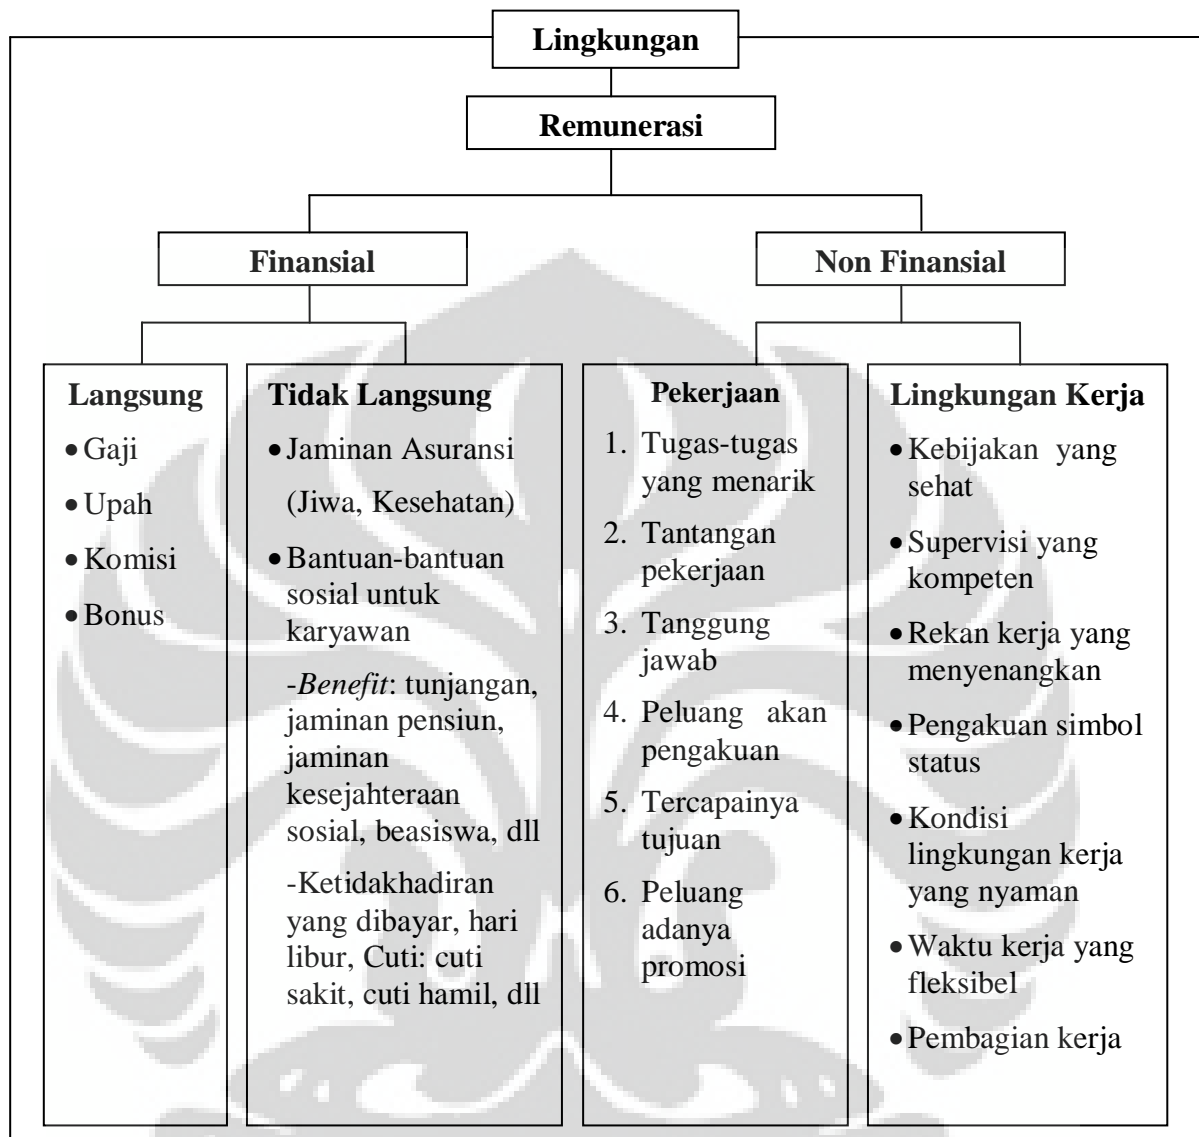 Lingkungan
Remunerasi
Finansial
Non Finansial
Langsung
• Gaji
• Upah
• Komisi
• Bonus
Tidak Langsung
• Jaminan Asuransi
(Jiwa, Kesehatan)
• Bantuan-bantuan
sosial untuk
karyawan
-Benefit: tunjangan,
jaminan pensiun,
jaminan
kesejahteraan
sosial, beasiswa, dll
-Ketidakhadiran
yang dibayar, hari
libur, Cuti: cuti
sakit, cuti hamil, dll
Pekerjaan
1. Tugas-tugas
yang menarik
2. Tantangan
pekerjaan
3. Tanggung
jawab
4. Peluang akan
pengakuan
5. Tercapainya
tujuan
6. Peluang
adanya
promosi
Lingkungan Kerja
• Kebijakan yang
sehat
• Supervisi yang
kompeten
• Rekan kerja yang
menyenangkan
• Pengakuan simbol
status
• Kondisi
lingkungan kerja
yang nyaman
• Waktu kerja yang
fleksibel
• Pembagian kerja